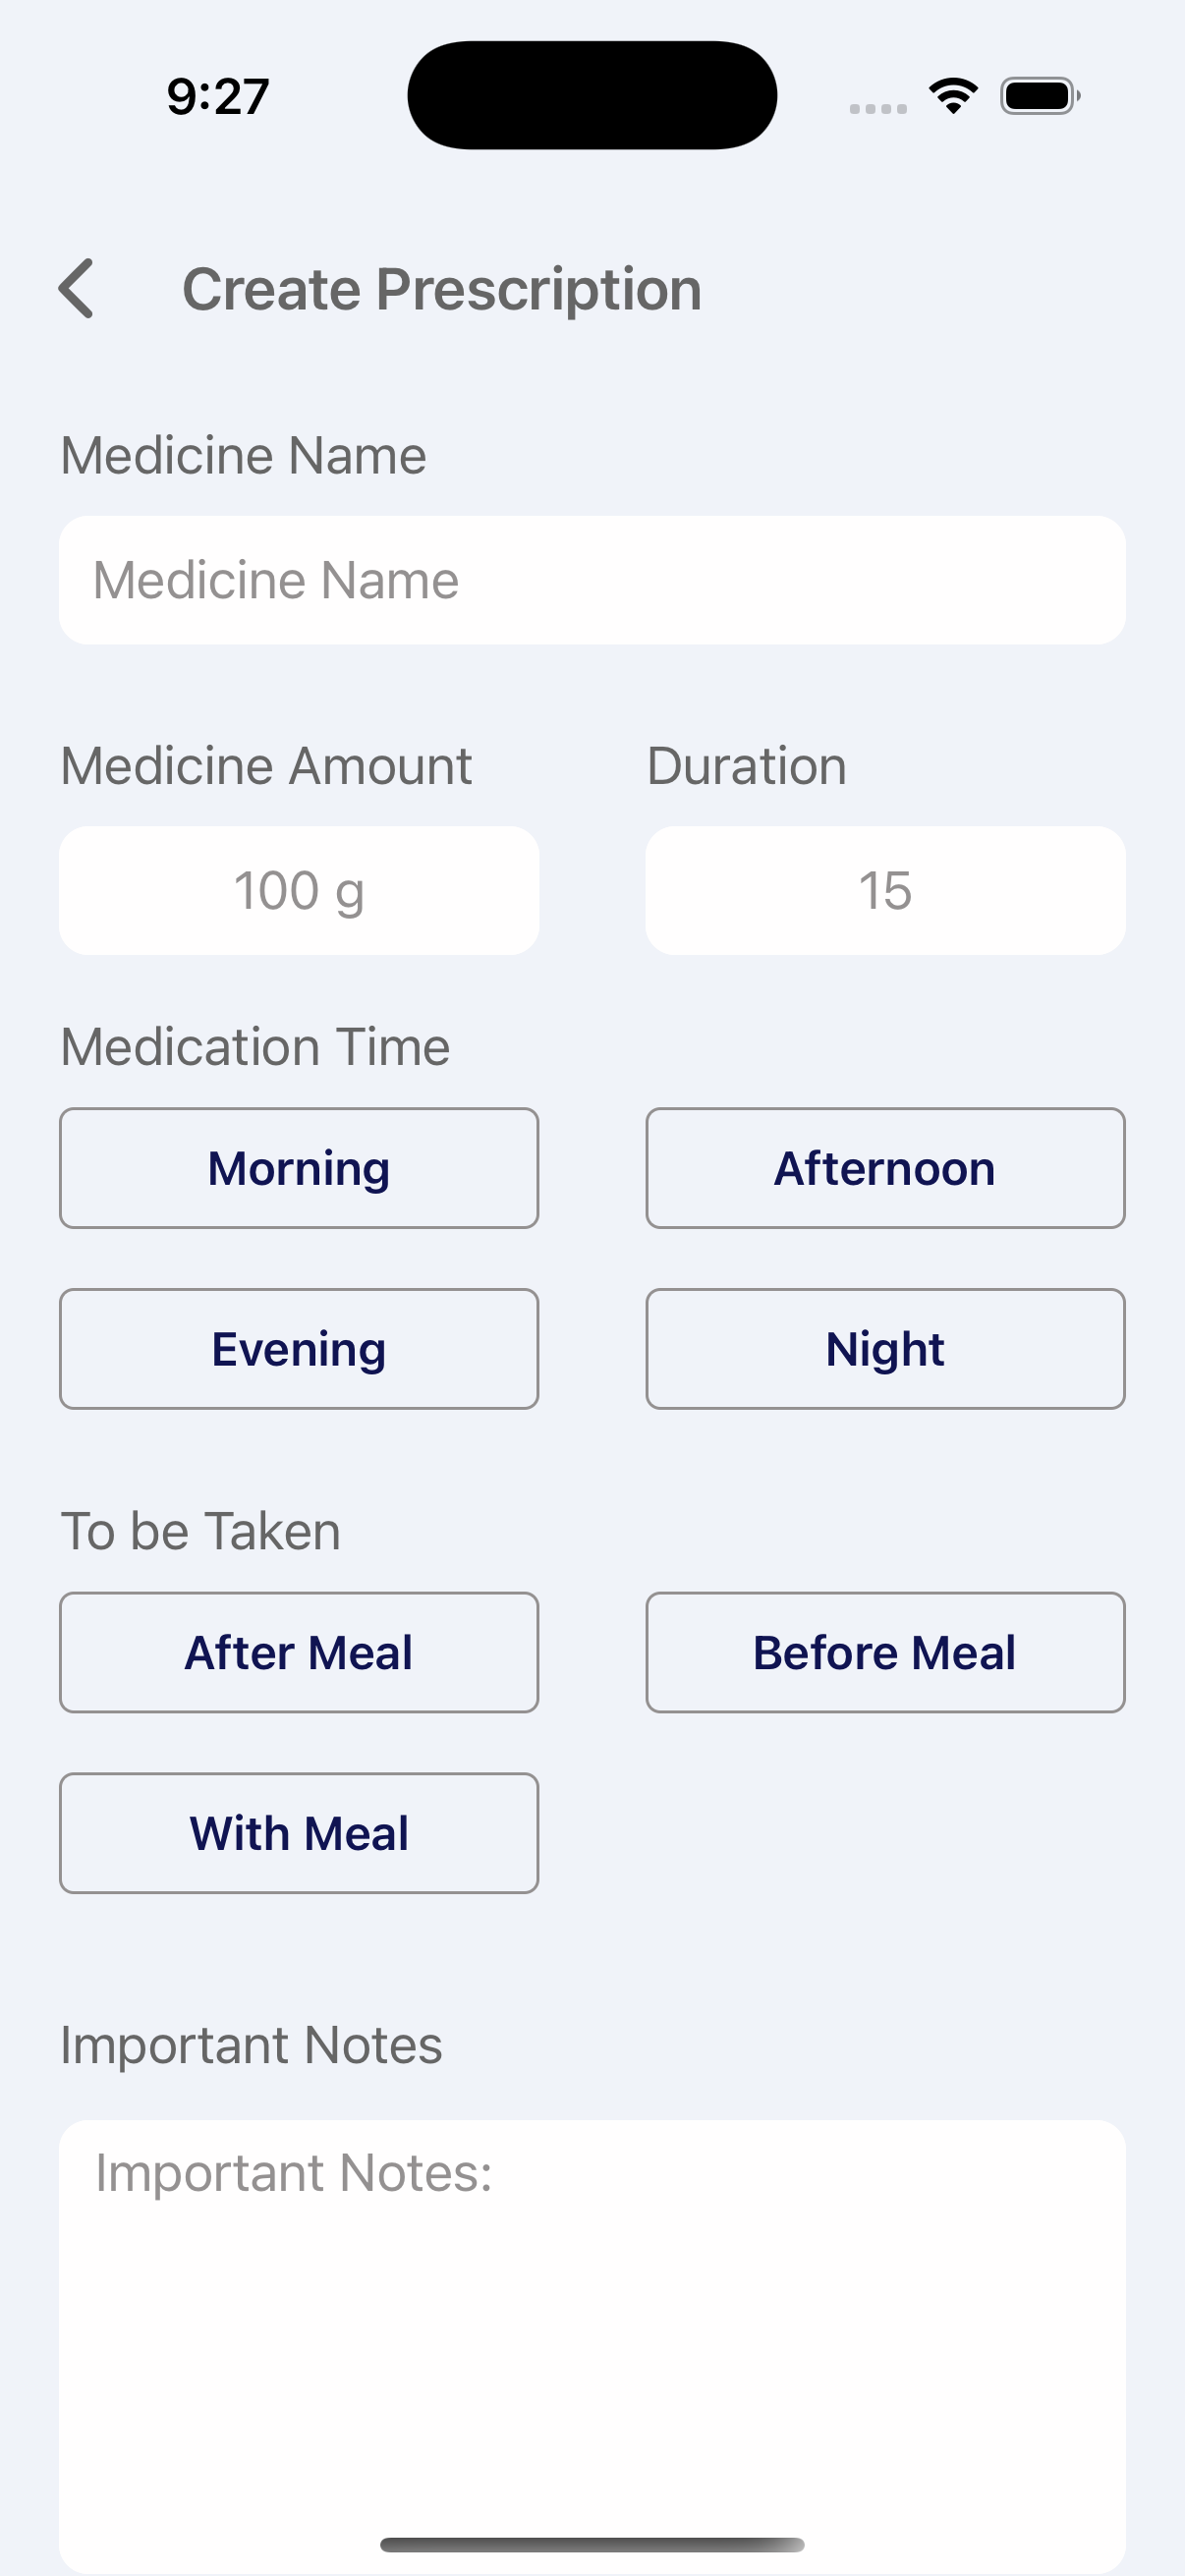 9:27
Create Prescription
Medicine Name
Medicine Name
Medicine Amount Duration
100 g 15
Medication Time
Morning Afternoon
Evening Night
To be Taken
After Meal Before Meal
With Meal
Important Notes
Important Notes: